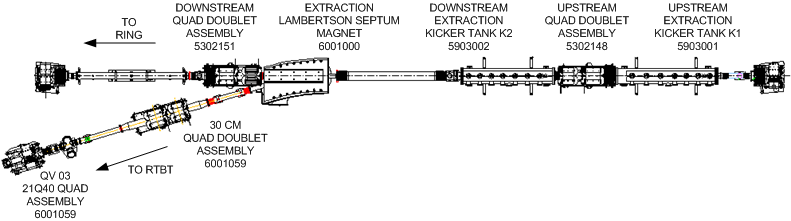 TO
RING
DOWNSTREAM
QUAD DOUBLET
ASSEMBLY
5302151
EXTRACTION
LAMBERTSON SEPTUM
MAGNET
6001000
DOWNSTREAM
EXTRACTION
KICKER TANK K2
5903002
UPSTREAM
QUAD DOUBLET
ASSEMBLY
5302148
UPSTREAM
EXTRACTION
KICKER TANK K1
5903001
30 CM
QUAD DOUBLET
ASSEMBLY
6001059
TO RTBT
QV 03
21Q40 QUAD
ASSEMBLY
6001059